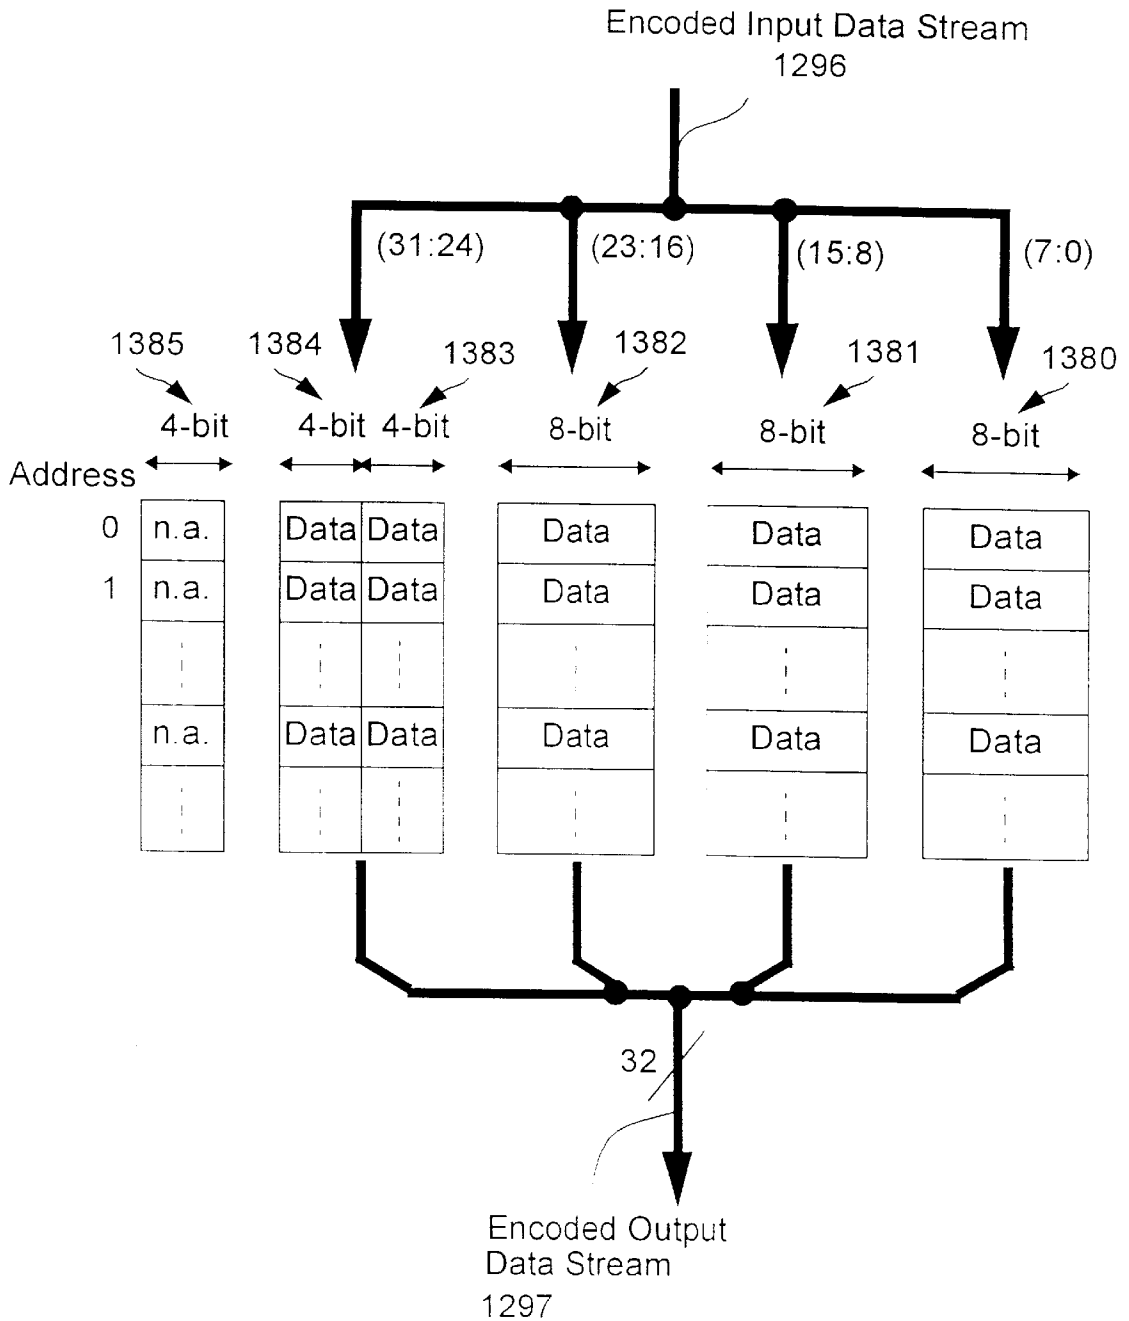 Encoded Input Data Stream
1296
(31:24) (23:16) (15:8) (7:0)
1385 1384 1383 1382 1381 1380
4-bit 4-bit 4-bit 8-bit 8-bit 8-bit
Address
0 n.a. Data Data Data Data Data
1 n.a. Data Data Data Data Data
n.a. Data Data Data Data Data
32
Encoded Output
Data Stream
1297